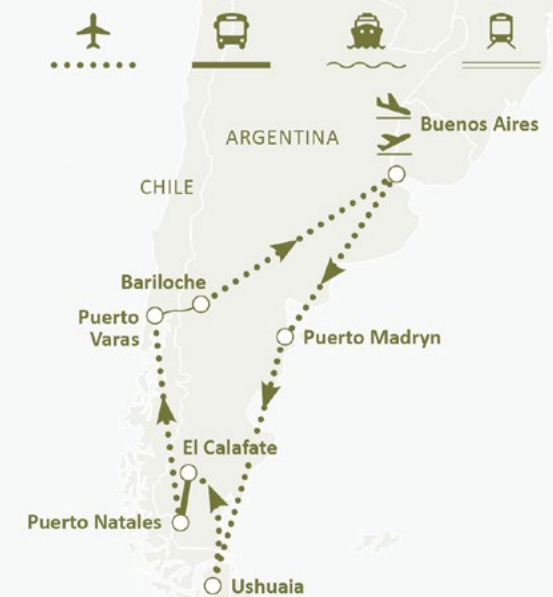 Buenos Aires
ARGENTINA
CHILE
Bariloche
Puerto
Varas
Puerto Madryn
El Calafate
Puerto Natales
Ushuaia